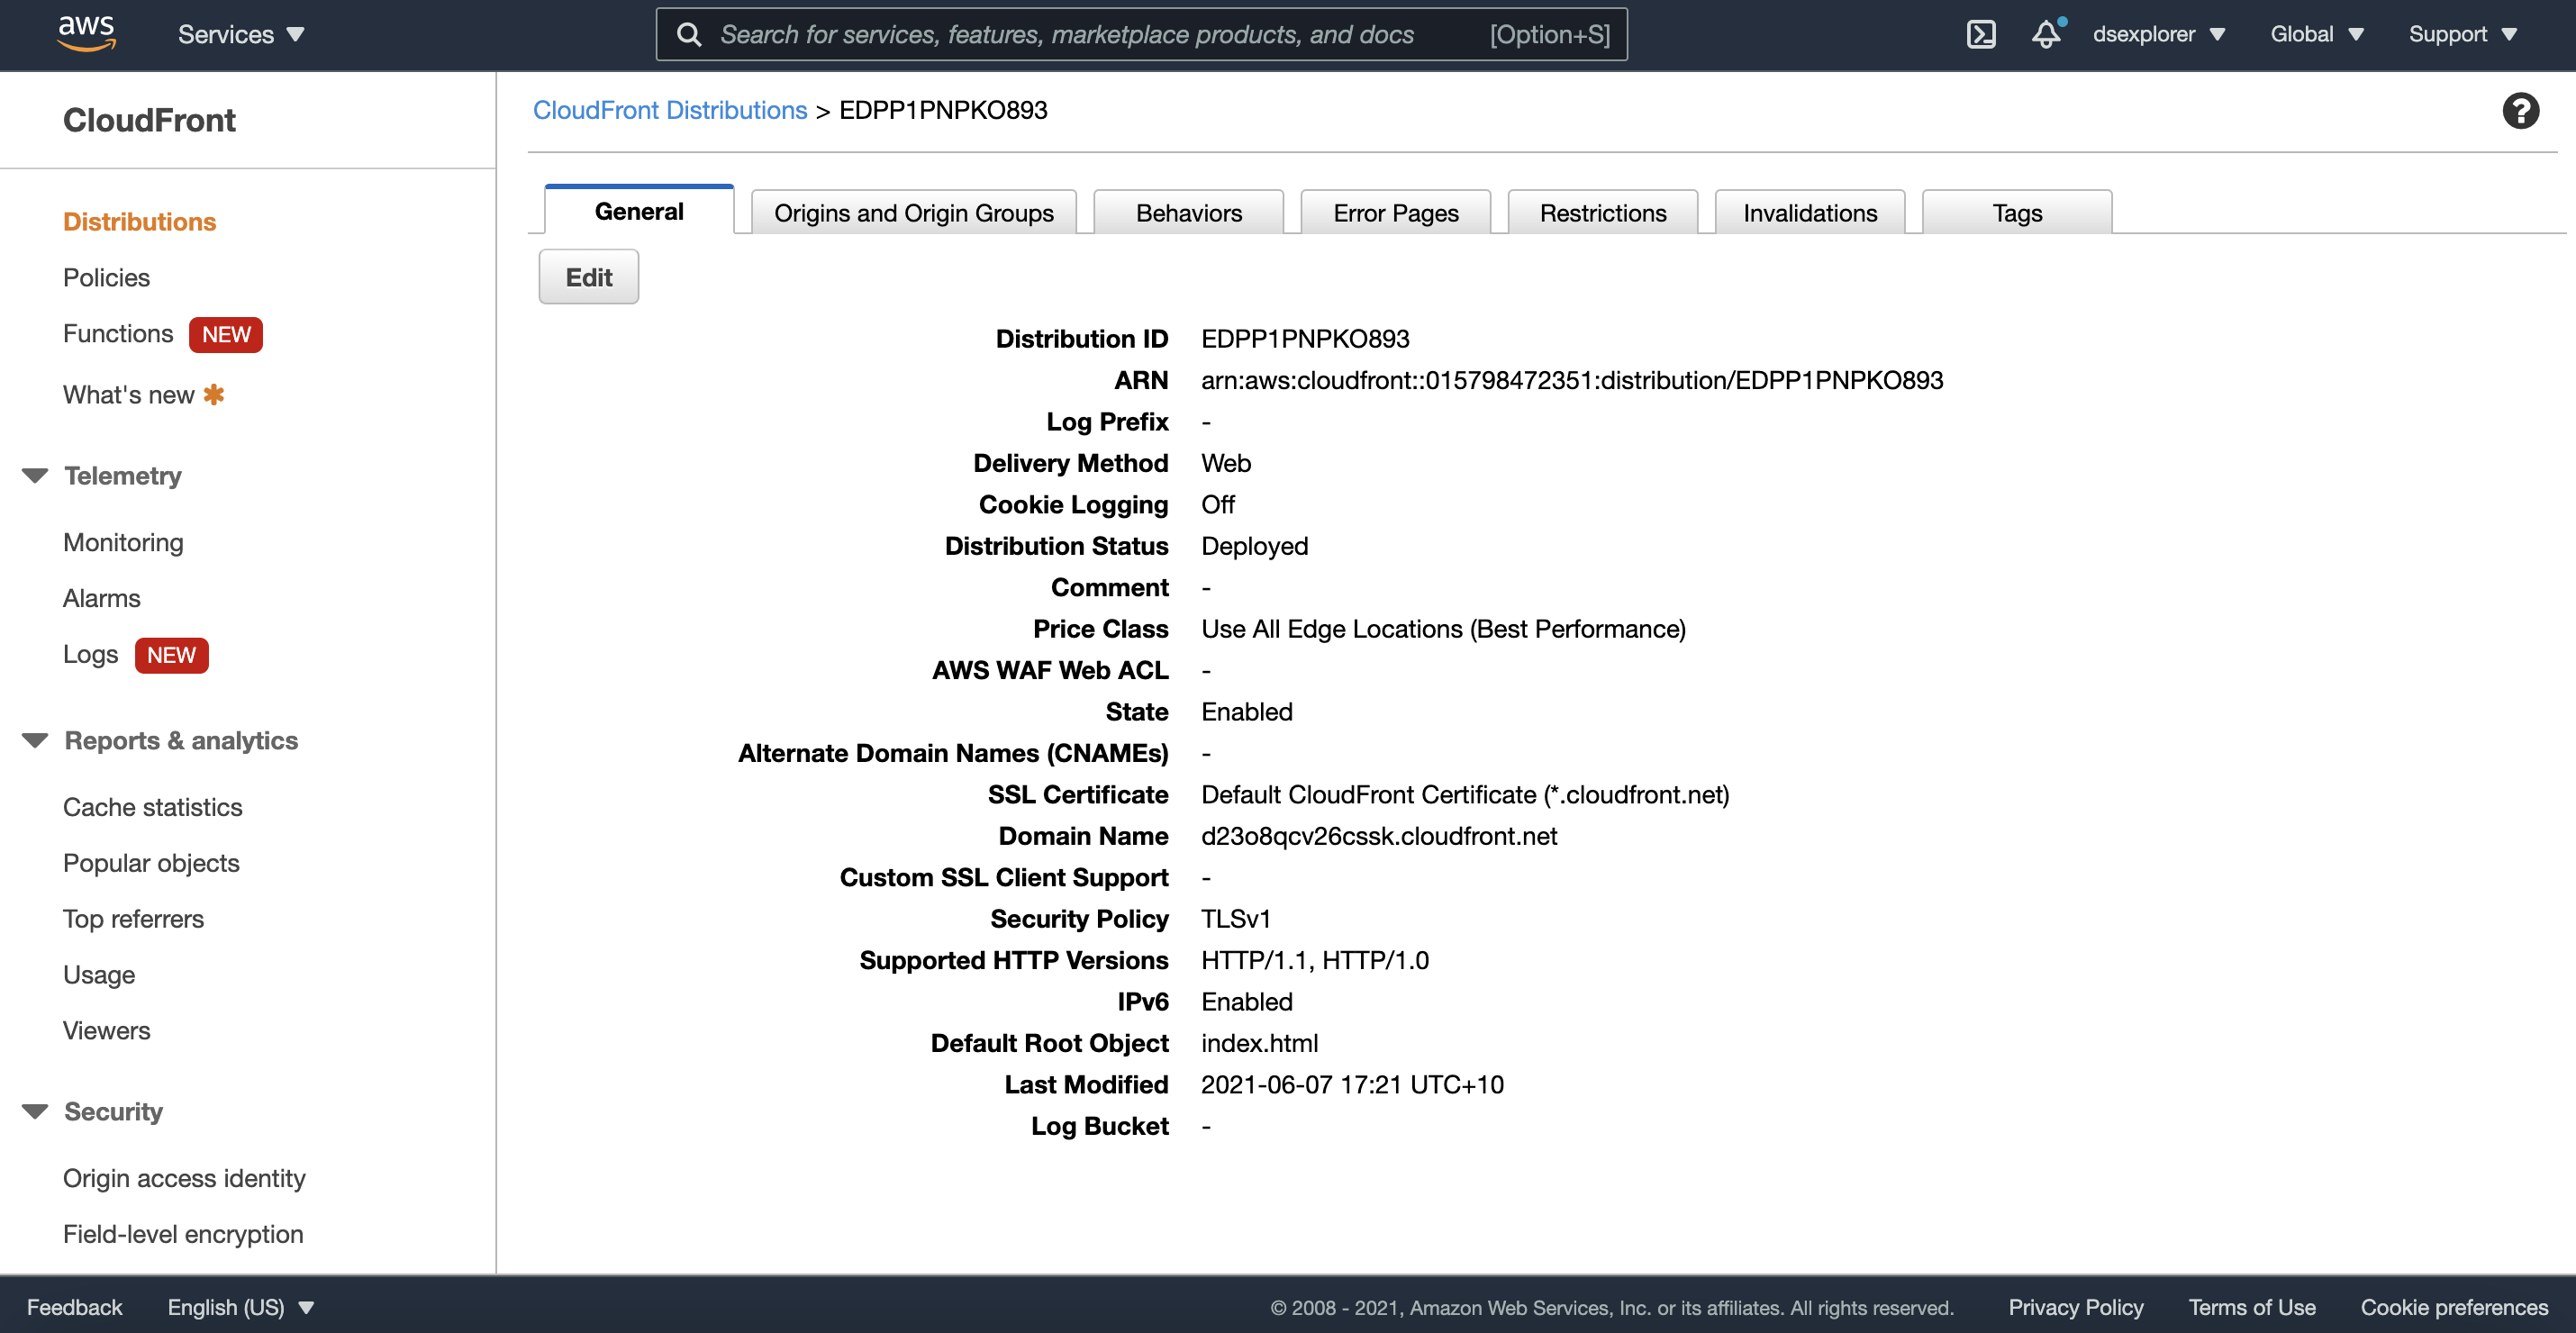 aws Services Search for services, features, marketplace products, and docs [Option+S] dsexplorer Global Support
CloudFront
Distributions
Policies
Functions NEW
What's new
Telemetry
Monitoring
Alarms
Logs NEW
Reports & analytics
Cache statistics
Popular objects
Top referrers
Usage
Viewers
Security
Origin access identity
Field-level encryption
CloudFront Distributions > EDPP1PNPKO893
General Origins and Origin Groups Behaviors Error Pages Restrictions Invalidations Tags
Edit
Distribution ID EDPP1PNPKO893
ARN arn:aws:cloudfront::015798472351:distribution/EDPP1PNPKO893
Log Prefix -
Delivery Method Web
Cookie Logging Off
Distribution Status Deployed
Comment -
Price Class Use All Edge Locations (Best Performance)
AWS WAF Web ACL -
State Enabled
Alternate Domain Names (CNAMEs) -
SSL Certificate Default CloudFront Certificate (*.cloudfront.net)
Domain Name d23o8qcv26cssk.cloudfront.net
Custom SSL Client Support -
Security Policy TLSv1
Supported HTTP Versions HTTP/1.1, HTTP/1.0
IPv6 Enabled
Default Root Object index.html
Last Modified 2021-06-07 17:21 UTC+10
Log Bucket -
Feedback English (US) © 2008 - 2021, Amazon Web Services, Inc. or its affiliates. All rights reserved. Privacy Policy Terms of Use Cookie preferences